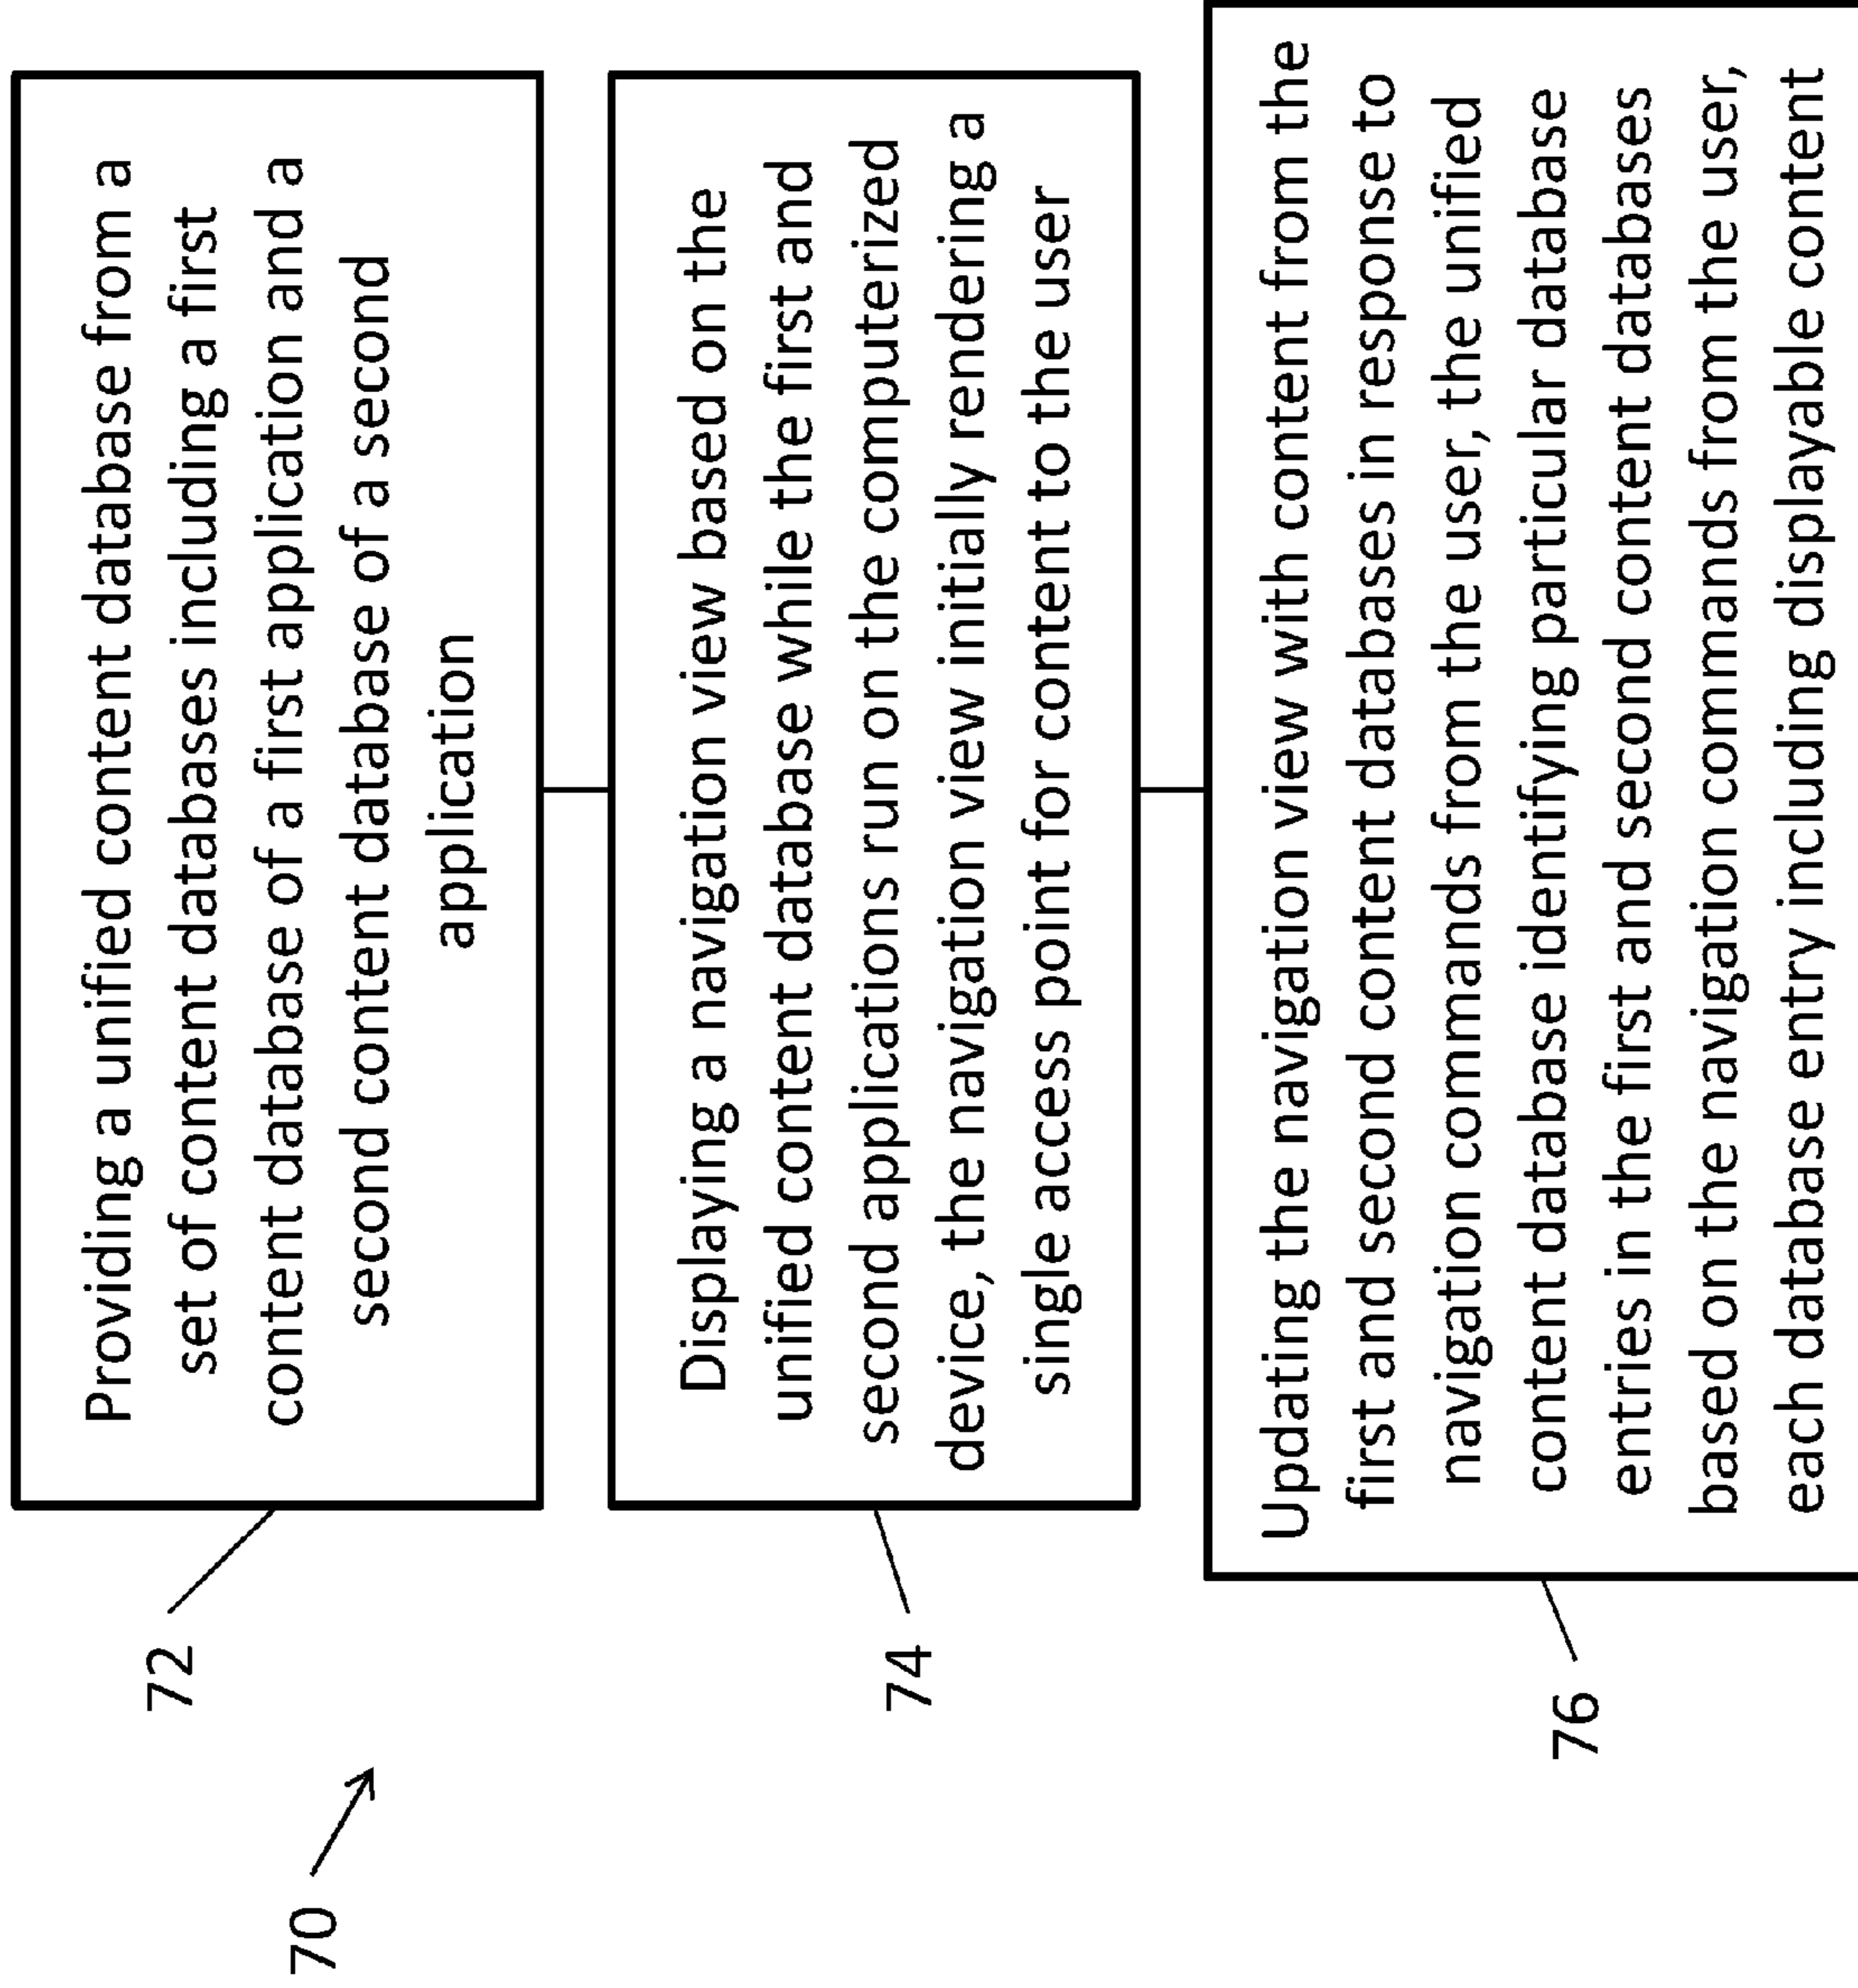 70
72
Providing a unified content database from a
set of content databases including a first
content database of a first application and a
second content database of a second
application
74
Displaying a navigation view based on the
unified content database while the first and
second applications run on the computerized
device, the navigation view initially rendering a
single access point for content to the user
76
Updating the navigation view with content from the
first and second content databases in response to
navigation commands from the user, the unified
content database identifying particular database
entries in the first and second content databases
based on the navigation commands from the user,
each database entry including displayable content